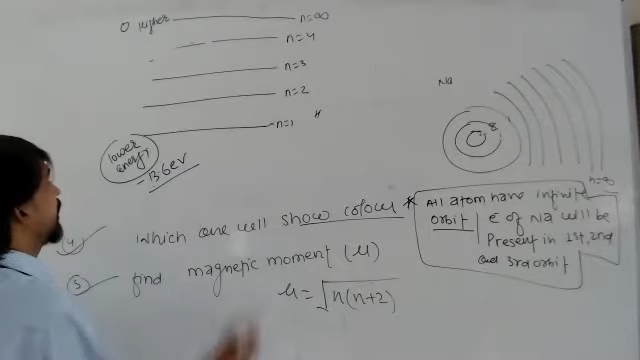 0 higher n=∞
n=4
n=3
n=2
n=1
lower
energy
-13.6ev
Na
8
n=∞
* All atom have infinite
orbit e of Na will be
Present in 1st, 2nd
and 3rd orbit
4 which one will show colour
5 find magnetic moment (μ)
μ=√n(n+2)